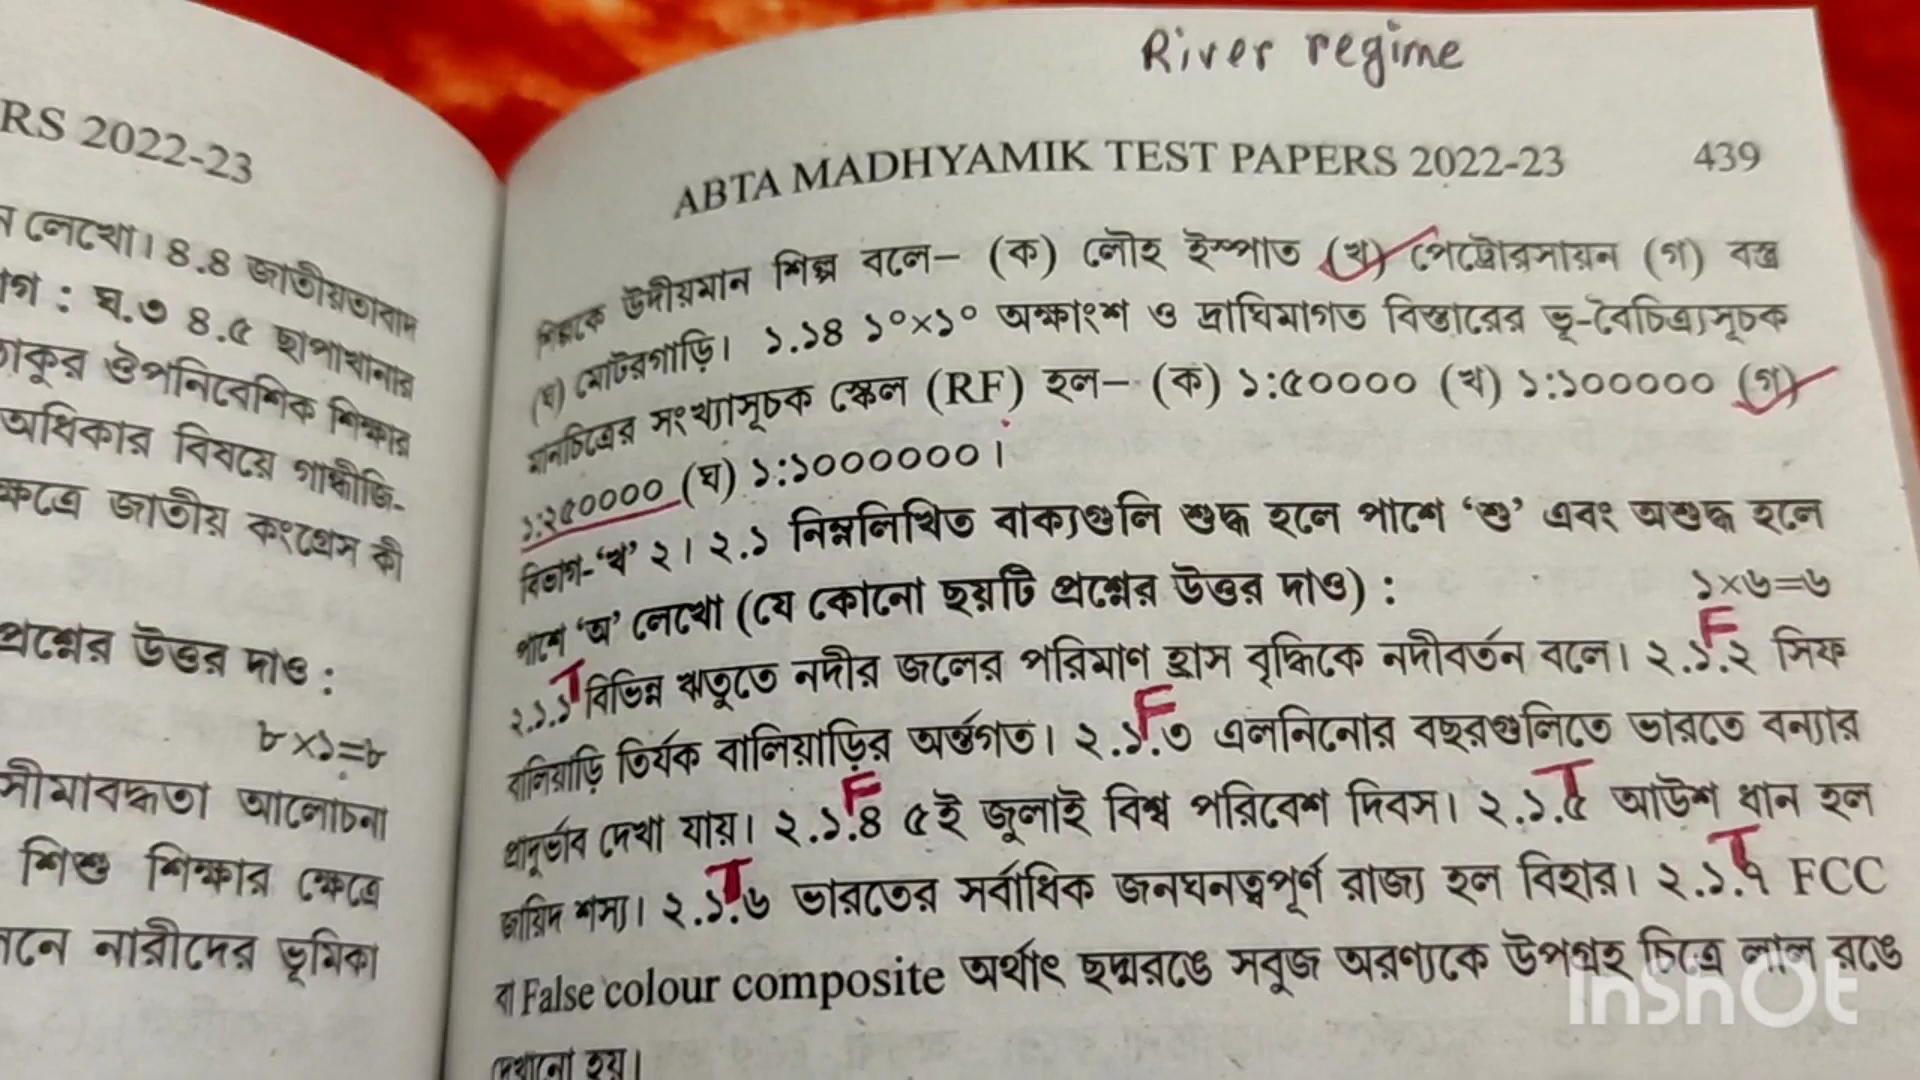 River regime
RS 2022-23
ন লেখো। ৪.৪ জাতীয়তাবাদ
গ : ঘ.৩ ৪.৫ ছাপাখানার
ঠাকুর ঔপনিবেশিক শিক্ষার
অধিকার বিষয়ে গান্ধীজি-
ক্ষেত্রে জাতীয় কংগ্রেস কী
প্রশ্নের উত্তর দাও :
৮×১=৮
সীমাবদ্ধতা আলোচনা
শিশু শিক্ষার ক্ষেত্রে
নে নারীদের ভূমিকা
ABTA MADHYAMIK TEST PAPERS 2022-23 439
শিল্পকে উদীয়মান শিল্প বলে– (ক) লৌহ ইস্পাত (খ) পেট্রোরসায়ন (গ) বস্ত্র
(ঘ) মোটরগাড়ি। ১.১৪ ১°×১° অক্ষাংশ ও দ্রাঘিমাগত বিস্তারের ভূ-বৈচিত্র্যসূচক
মানচিত্রের সংখ্যাসূচক স্কেল (RF) হল– (ক) ১:৫০০০০ (খ) ১:১০০০০০ (গ)
১:২৫০০০০ (ঘ) ১:১০০০০০০।
বিভাগ-‘খ’ ২। ২.১ নিম্নলিখিত বাক্যগুলি শুদ্ধ হলে পাশে ‘শু’ এবং অশুদ্ধ হলে
পাশে ‘অ’ লেখো (যে কোনো ছয়টি প্রশ্নের উত্তর দাও) : ১×৬=৬
F
২.১.১ T বিভিন্ন ঋতুতে নদীর জলের পরিমাণ হ্রাস বৃদ্ধিকে নদীবর্তন বলে। ২.১.২ সিফ
F
বালিয়াড়ি তির্যক বালিয়াড়ির অর্ন্তগত। ২.১.৩ এলনিনোর বছরগুলিতে ভারতে বন্যার
F T
প্রাদুর্ভাব দেখা যায়। ২.১.৪ ৫ই জুলাই বিশ্ব পরিবেশ দিবস। ২.১.৫ আউশ ধান হল
T T
জায়িদ শস্য। ২.১.৬ ভারতের সর্বাধিক জনঘনত্বপূর্ণ রাজ্য হল বিহার। ২.১.৭ FCC
বা False colour composite অর্থাৎ ছদ্মরঙে সবুজ অরণ্যকে উপগ্রহ চিত্রে লাল রঙে
দেখানো হয়।
InShOt